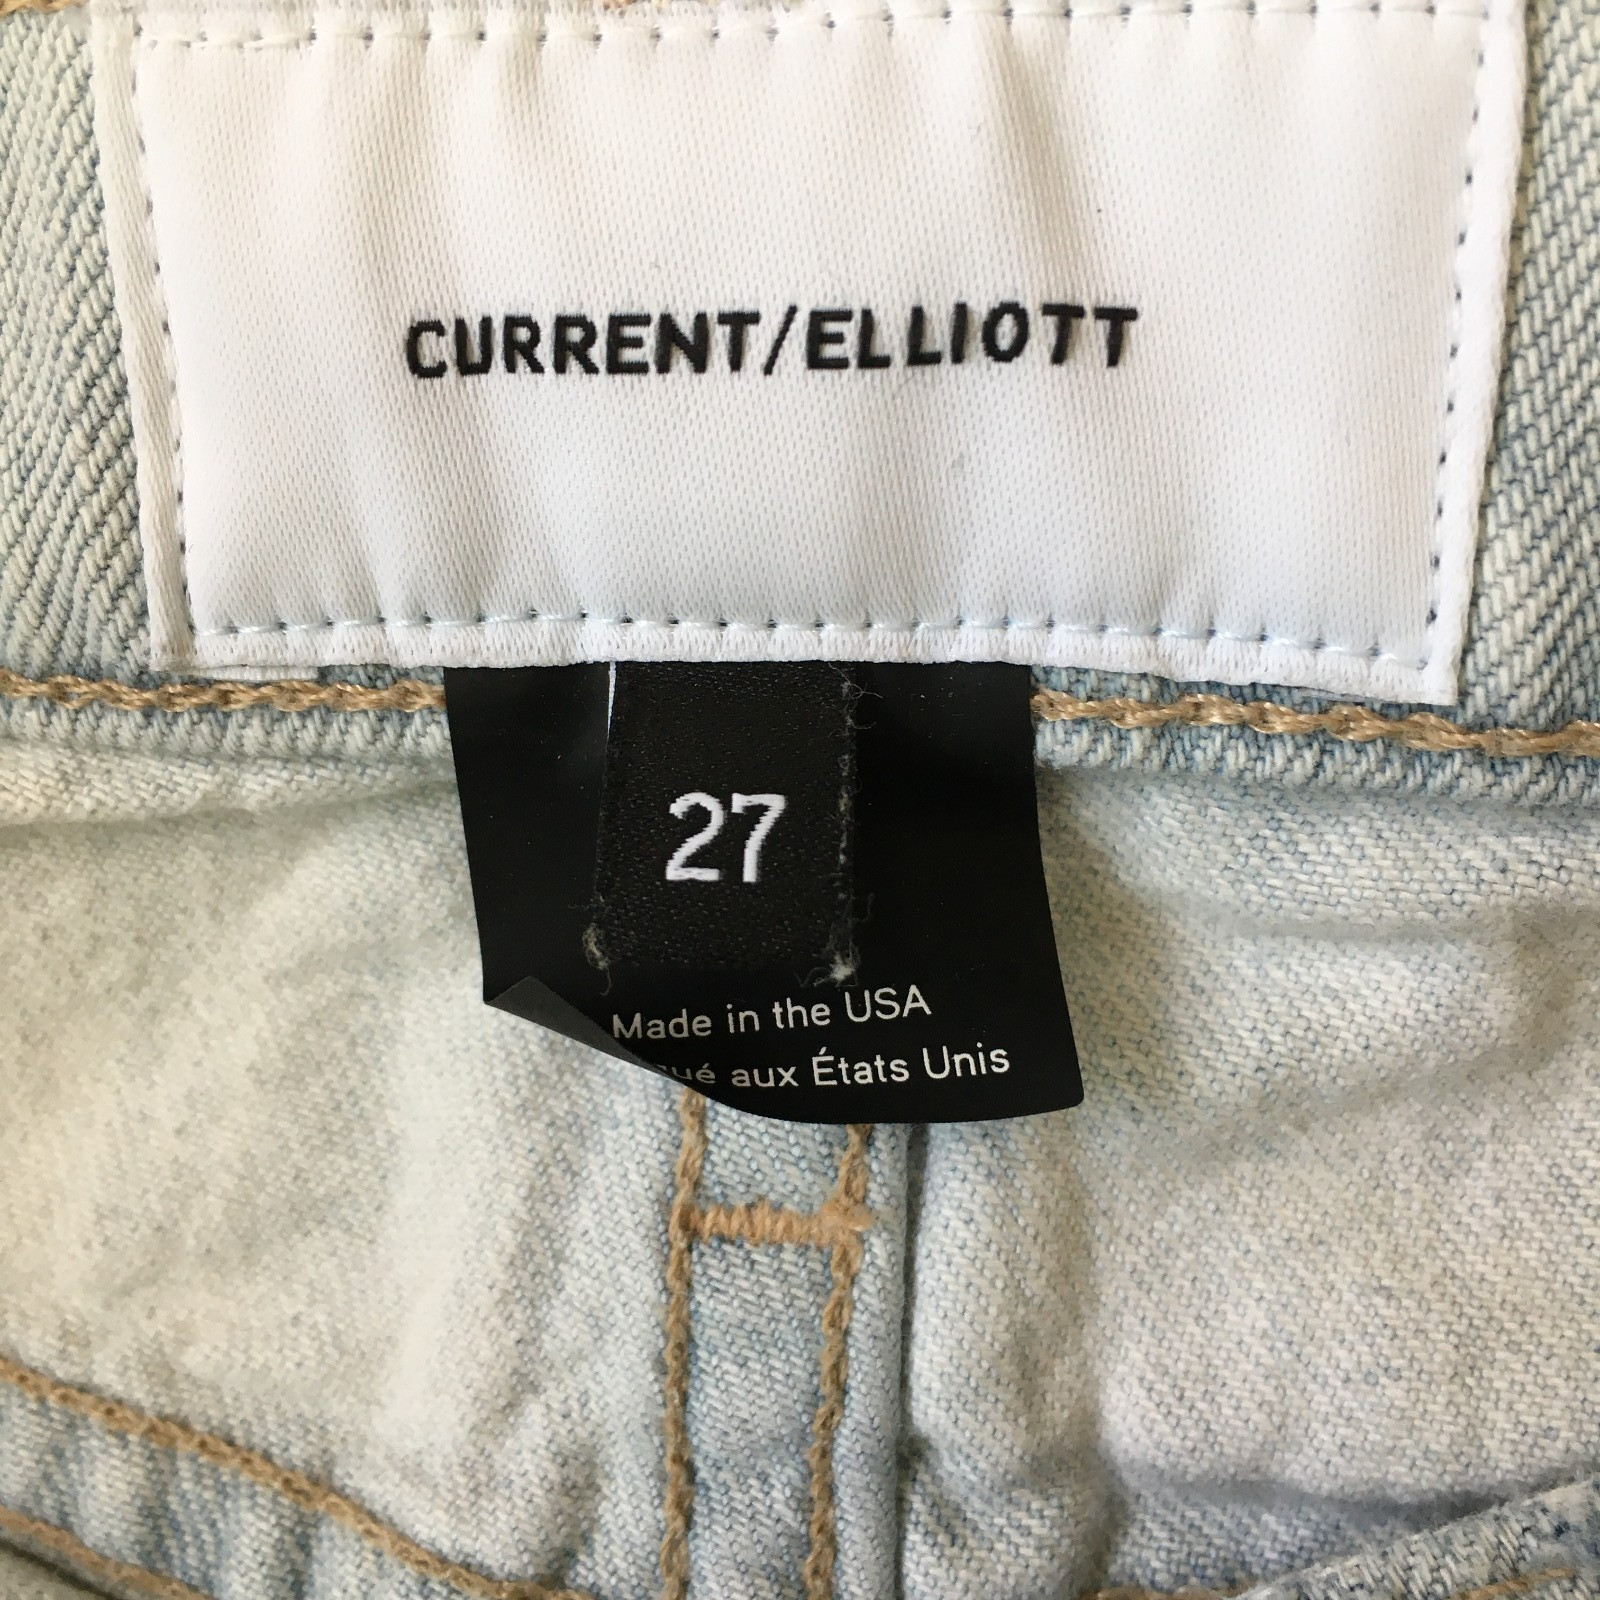 CURRENT/ELLIOTT
27
Made in the USA
aux États Unis